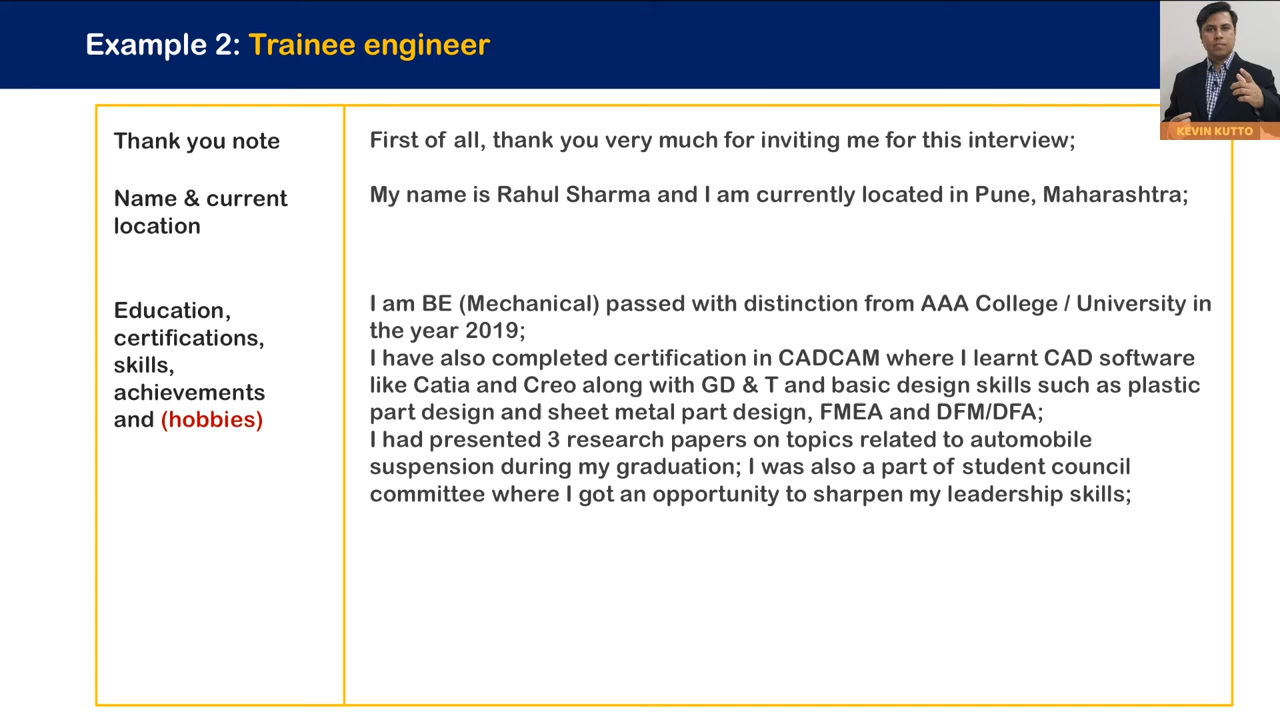 Example 2: Trainee engineer
KEVIN KUTTO
Thank you note
First of all, thank you very much for inviting me for this interview;
Name & current
location
My name is Rahul Sharma and I am currently located in Pune, Maharashtra;
Education,
certifications,
skills,
achievements
and (hobbies)
I am BE (Mechanical) passed with distinction from AAA College / University in
the year 2019;
I have also completed certification in CADCAM where I learnt CAD software
like Catia and Creo along with GD & T and basic design skills such as plastic
part design and sheet metal part design, FMEA and DFM/DFA;
I had presented 3 research papers on topics related to automobile
suspension during my graduation; I was also a part of student council
committee where I got an opportunity to sharpen my leadership skills;